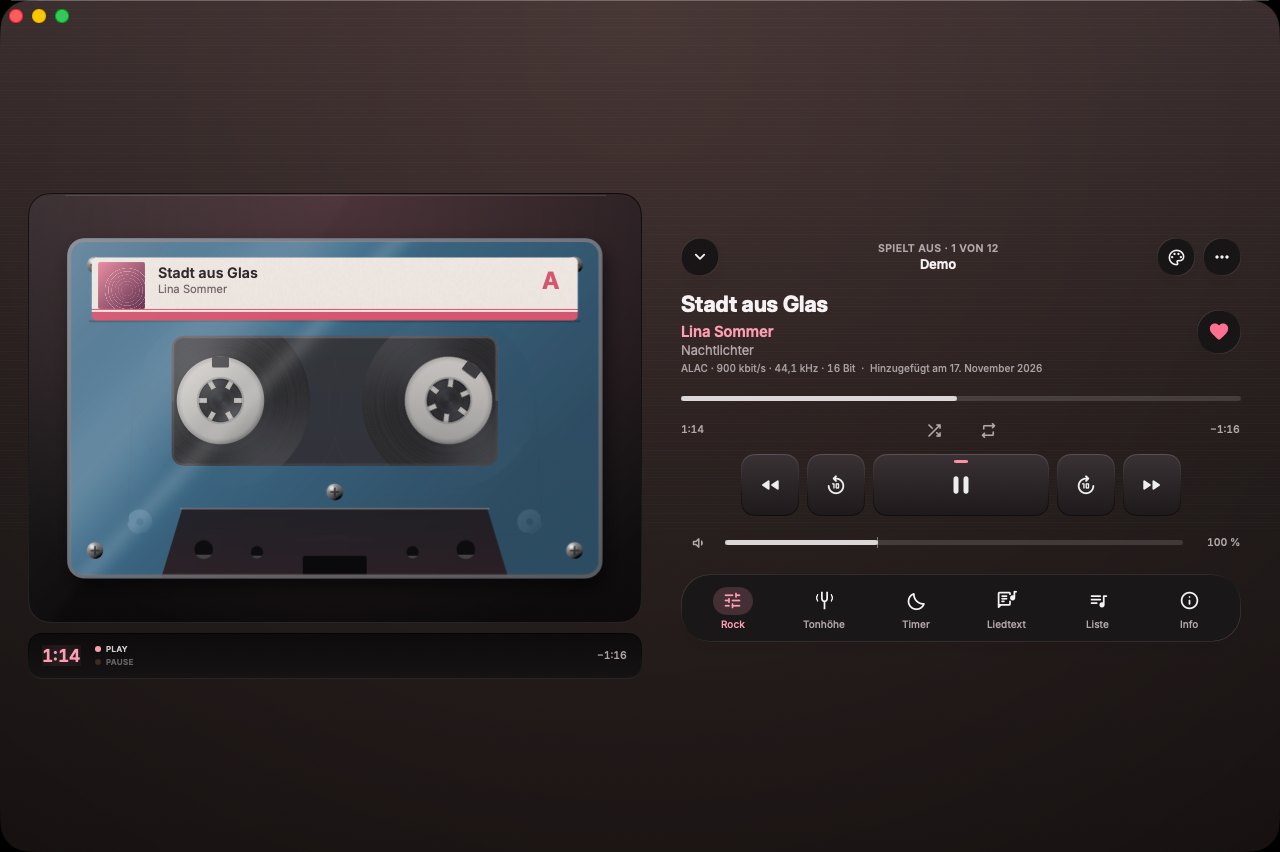 Stadt aus Glas
Lina Sommer
A
1:14
PLAY
PAUSE
−1:16
SPIELT AUS · 1 VON 12
Demo
Stadt aus Glas
Lina Sommer
Nachtlichter
ALAC · 900 kbit/s · 44,1 kHz · 16 Bit · Hinzugefügt am 17. November 2026
1:14
−1:16
10
10
100 %
Rock
Tonhöhe
Timer
Liedtext
Liste
Info